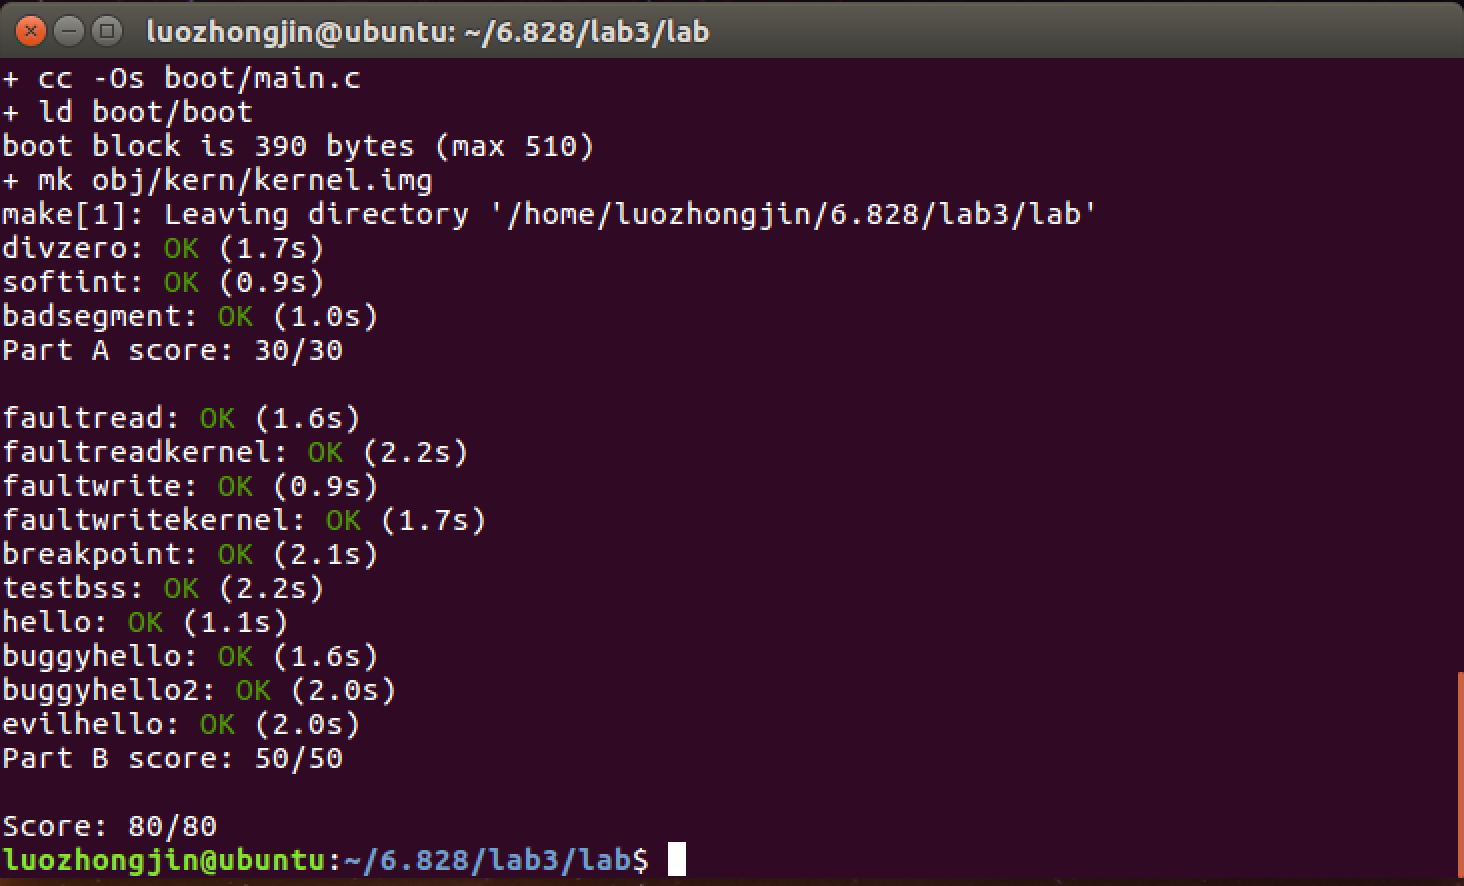 luozhongjin@ubuntu: ~/6.828/lab3/lab
+ cc -Os boot/main.c
+ ld boot/boot
boot block is 390 bytes (max 510)
+ mk obj/kern/kernel.img
make[1]: Leaving directory '/home/luozhongjin/6.828/lab3/lab'
divzero: OK (1.7s)
softint: OK (0.9s)
badsegment: OK (1.0s)
Part A score: 30/30
faultread: OK (1.6s)
faultreadkernel: OK (2.2s)
faultwrite: OK (0.9s)
faultwritekernel: OK (1.7s)
breakpoint: OK (2.1s)
testbss: OK (2.2s)
hello: OK (1.1s)
buggyhello: OK (1.6s)
buggyhello2: OK (2.0s)
evilhello: OK (2.0s)
Part B score: 50/50
Score: 80/80
luozhongjin@ubuntu:~/6.828/lab3/lab$